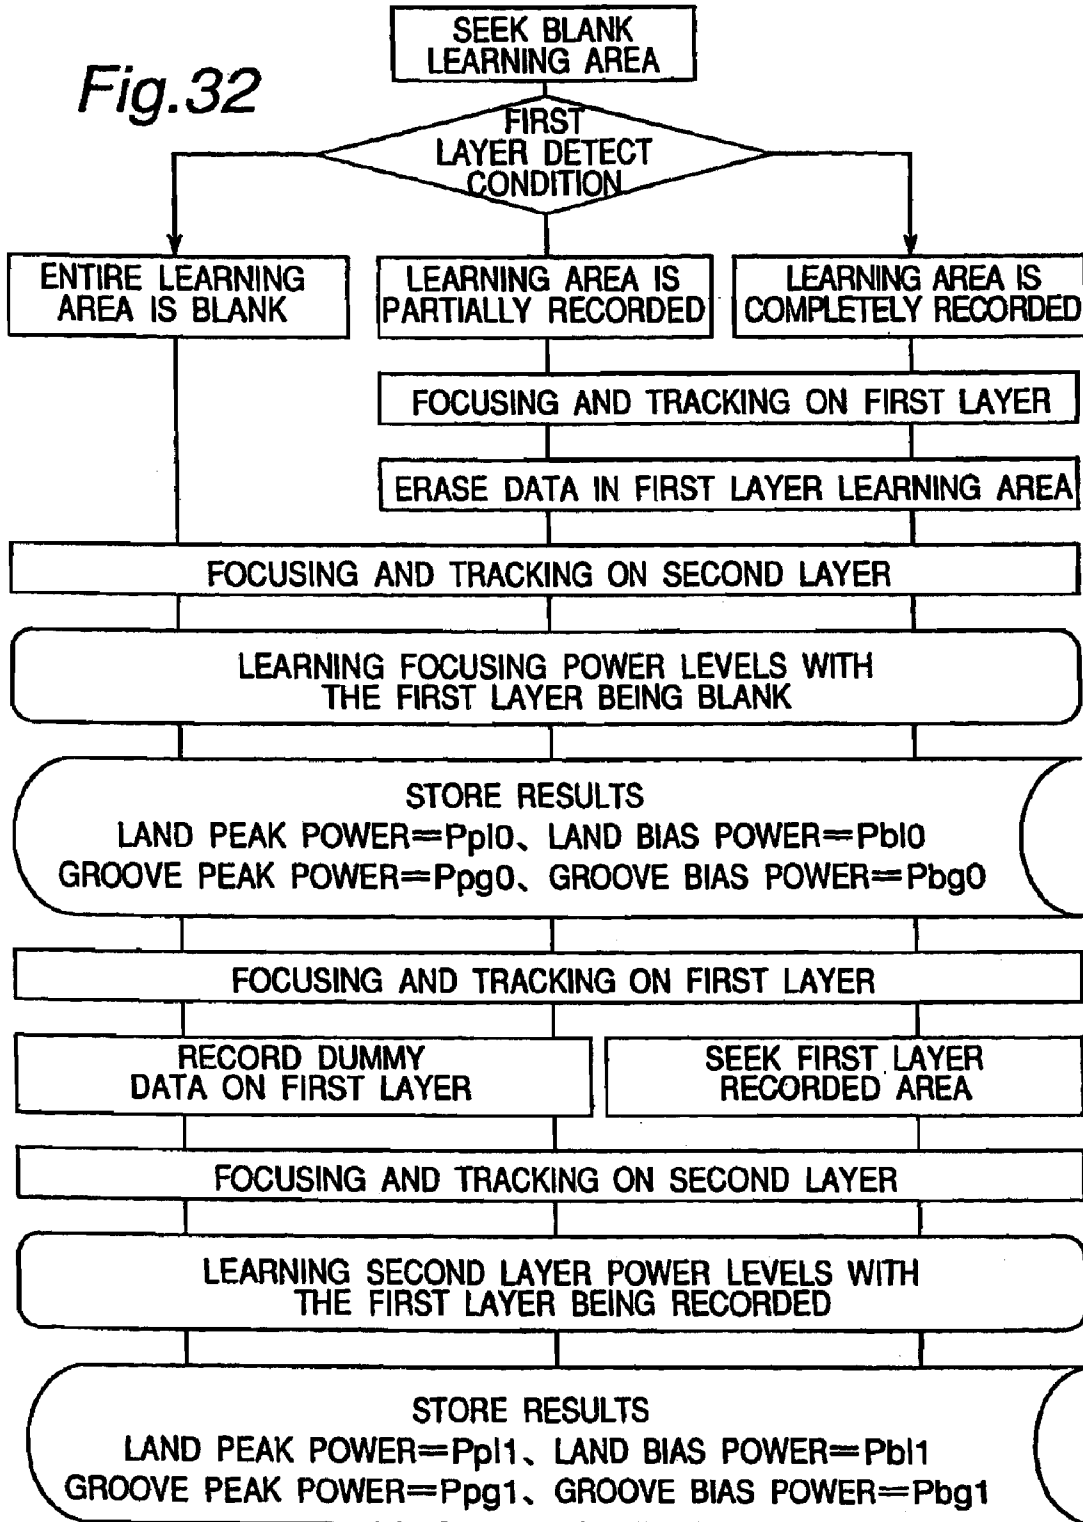 Fig.32
SEEK BLANK
LEARNING AREA
FIRST
LAYER DETECT
CONDITION
ENTIRE LEARNING
AREA IS BLANK
LEARNING AREA IS
PARTIALLY RECORDED
LEARNING AREA IS
COMPLETELY RECORDED
FOCUSING AND TRACKING ON FIRST LAYER
ERASE DATA IN FIRST LAYER LEARNING AREA
FOCUSING AND TRACKING ON SECOND LAYER
LEARNING FOCUSING POWER LEVELS WITH
THE FIRST LAYER BEING BLANK
STORE RESULTS
LAND PEAK POWER=Ppl0、LAND BIAS POWER=Pbl0
GROOVE PEAK POWER=Ppg0、GROOVE BIAS POWER=Pbg0
FOCUSING AND TRACKING ON FIRST LAYER
RECORD DUMMY
DATA ON FIRST LAYER
SEEK FIRST LAYER
RECORDED AREA
FOCUSING AND TRACKING ON SECOND LAYER
LEARNING SECOND LAYER POWER LEVELS WITH
THE FIRST LAYER BEING RECORDED
STORE RESULTS
LAND PEAK POWER=Ppl1、LAND BIAS POWER=Pbl1
GROOVE PEAK POWER=Ppg1、GROOVE BIAS POWER=Pbg1